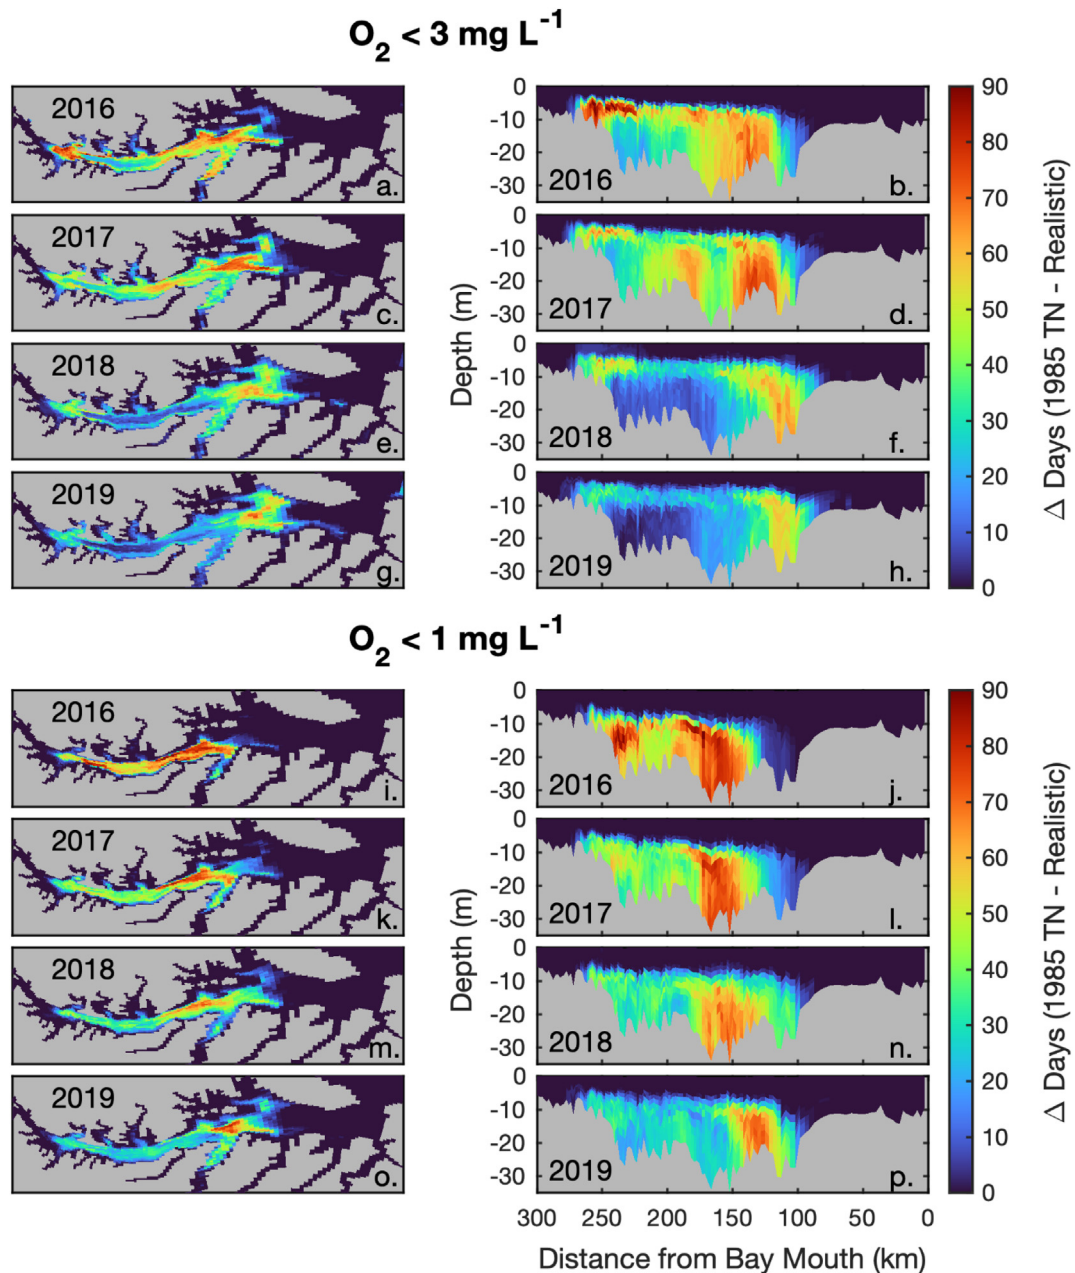 O2 < 3 mg L-1
2016
a.
0
-10
-20
-30
2016
b.
2017
c.
0
-10
-20
-30
2017
d.
2018
e.
0
-10
-20
-30
2018
f.
2019
g.
0
-10
-20
-30
2019
h.
Depth (m)
90
80
70
60
50
40
30
20
10
0
Δ Days (1985 TN - Realistic)
O2 < 1 mg L-1
2016
i.
0
-10
-20
-30
2016
j.
2017
k.
0
-10
-20
-30
2017
l.
2018
m.
0
-10
-20
-30
2018
n.
2019
o.
0
-10
-20
-30
2019
p.
Depth (m)
300 250 200 150 100 50 0
Distance from Bay Mouth (km)
90
80
70
60
50
40
30
20
10
0
Δ Days (1985 TN - Realistic)